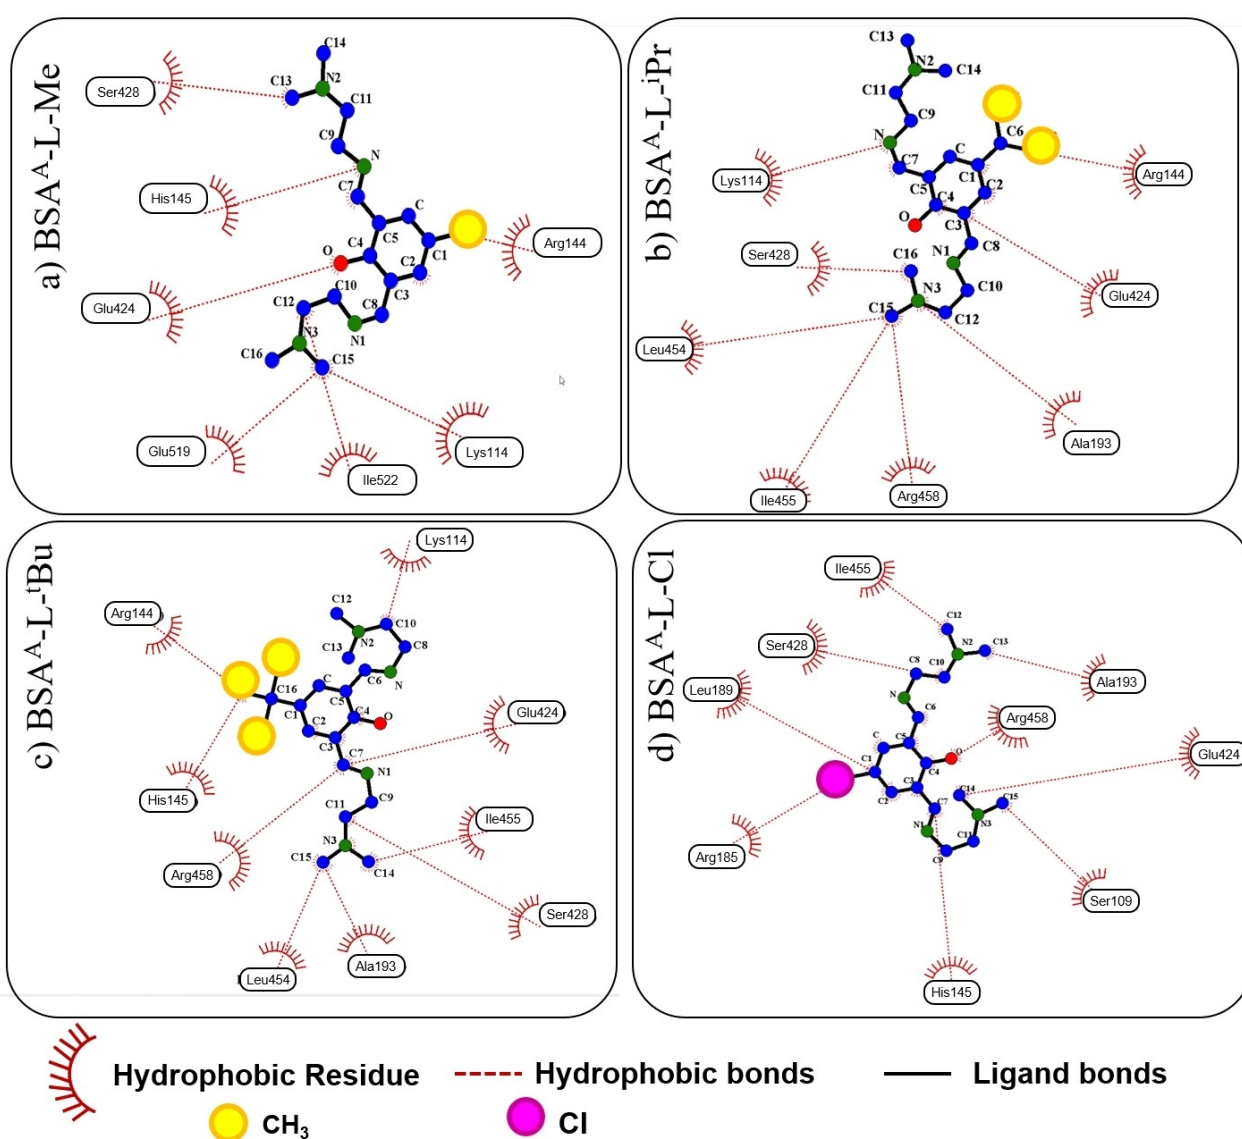 a) BSAᴬ-L-Me
C14
C13
N2
Ser428
C11
C9
N
His145
C7
C
C5
C4
O
C2
C1
Arg144
C3
C10
Glu424
C12
C8
N3
N1
C16
C15
Glu519
Lys114
Ile522
b) BSAᴬ-L-ⁱPr
C13
N2
C14
C11
C9
C6
N
C
C7
C1
Arg144
Lys114
C5
C2
C4
O
C3
C8
Ser428
N1
C16
C10
Glu424
N3
C15
C12
Leu454
Ala193
Ile455
Arg458
c) BSAᴬ-L-ᵗBu
Lys114
Arg144
C12
C10
N2
C8
C13
C6
N
C
C16
C5
C1
C4
O
Glu424
C2
C3
C7
N1
His145
C9
C11
Ile455
N3
Arg458
C15
C14
Ser428
Leu454
Ala193
d) BSAᴬ-L-Cl
Ile455
C12
Ser428
N2
C13
C8
C10
Ala193
Leu189
N
C6
Arg458
C
C5
O
Glu424
C1
C4
C3
C2
C14
C7
C15
N1
N3
C11
C9
Arg185
Ser109
His145
Hydrophobic Residue
Hydrophobic bonds
Ligand bonds
CH₃
Cl